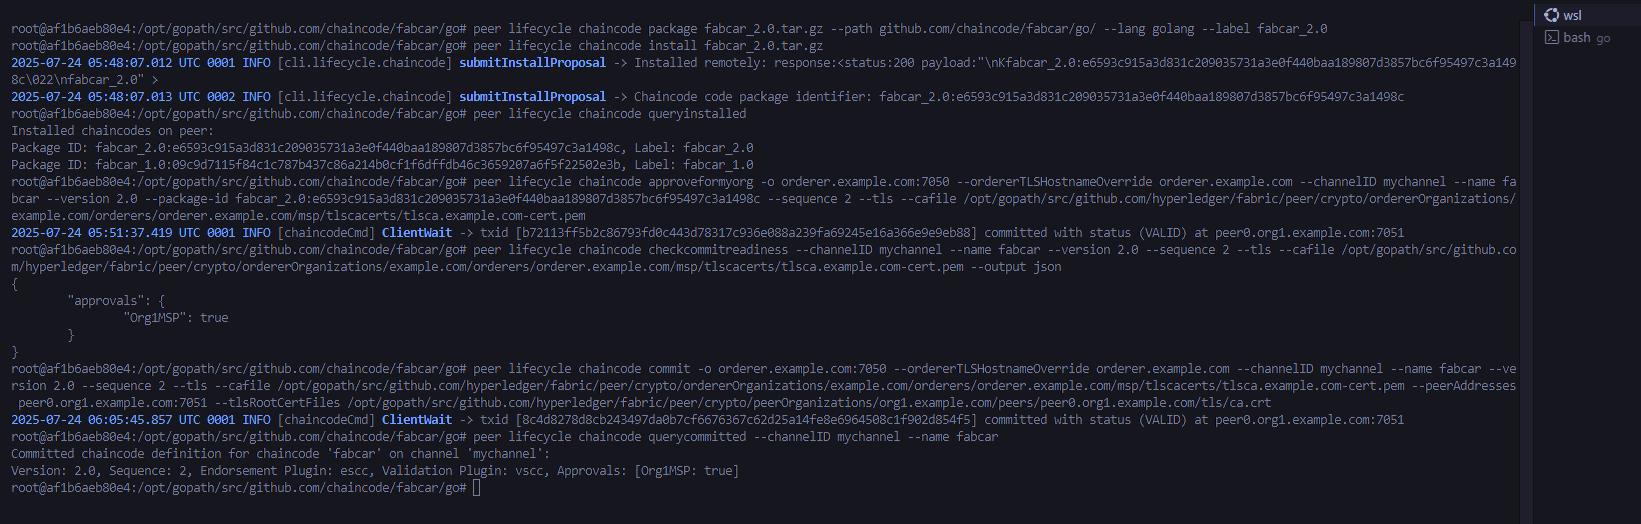 root@af1b6aeb80e4:/opt/gopath/src/github.com/chaincode/fabcar/go# peer lifecycle chaincode package fabcar_2.0.tar.gz --path github.com/chaincode/fabcar/go/ --lang golang --label fabcar_2.0
root@af1b6aeb80e4:/opt/gopath/src/github.com/chaincode/fabcar/go# peer lifecycle chaincode install fabcar_2.0.tar.gz
2025-07-24 05:48:07.012 UTC 0001 INFO [cli.lifecycle.chaincode] submitInstallProposal -> Installed remotely: response:<status:200 payload:"\nKfabcar_2.0:e6593c915a3d831c209035731a3e0f440baa189807d3857bc6f95497c3a149
8c\022\nfabcar_2.0" >
2025-07-24 05:48:07.013 UTC 0002 INFO [cli.lifecycle.chaincode] submitInstallProposal -> Chaincode code package identifier: fabcar_2.0:e6593c915a3d831c209035731a3e0f440baa189807d3857bc6f95497c3a1498c
root@af1b6aeb80e4:/opt/gopath/src/github.com/chaincode/fabcar/go# peer lifecycle chaincode queryinstalled
Installed chaincodes on peer:
Package ID: fabcar_2.0:e6593c915a3d831c209035731a3e0f440baa189807d3857bc6f95497c3a1498c, Label: fabcar_2.0
Package ID: fabcar_1.0:09c9d7115f84c1c787b437c86a214b0cf1f6dffdb46c3659207a6f5f22502e3b, Label: fabcar_1.0
root@af1b6aeb80e4:/opt/gopath/src/github.com/chaincode/fabcar/go# peer lifecycle chaincode approveformyorg -o orderer.example.com:7050 --ordererTLSHostnameOverride orderer.example.com --channelID mychannel --name fa
bcar --version 2.0 --package-id fabcar_2.0:e6593c915a3d831c209035731a3e0f440baa189807d3857bc6f95497c3a1498c --sequence 2 --tls --cafile /opt/gopath/src/github.com/hyperledger/fabric/peer/crypto/ordererOrganizations/
example.com/orderers/orderer.example.com/msp/tlscacerts/tlsca.example.com-cert.pem
2025-07-24 05:51:37.419 UTC 0001 INFO [chaincodeCmd] ClientWait -> txid [b72113ff5b2c86793fd0c443d78317c936e088a239fa69245e16a366e9e9eb88] committed with status (VALID) at peer0.org1.example.com:7051
root@af1b6aeb80e4:/opt/gopath/src/github.com/chaincode/fabcar/go# peer lifecycle chaincode checkcommitreadiness --channelID mychannel --name fabcar --version 2.0 --sequence 2 --tls --cafile /opt/gopath/src/github.co
m/hyperledger/fabric/peer/crypto/ordererOrganizations/example.com/orderers/orderer.example.com/msp/tlscacerts/tlsca.example.com-cert.pem --output json
{
        "approvals": {
                "Org1MSP": true
        }
}
root@af1b6aeb80e4:/opt/gopath/src/github.com/chaincode/fabcar/go# peer lifecycle chaincode commit -o orderer.example.com:7050 --ordererTLSHostnameOverride orderer.example.com --channelID mychannel --name fabcar --ve
rsion 2.0 --sequence 2 --tls --cafile /opt/gopath/src/github.com/hyperledger/fabric/peer/crypto/ordererOrganizations/example.com/orderers/orderer.example.com/msp/tlscacerts/tlsca.example.com-cert.pem --peerAddresses
 peer0.org1.example.com:7051 --tlsRootCertFiles /opt/gopath/src/github.com/hyperledger/fabric/peer/crypto/peerOrganizations/org1.example.com/peers/peer0.org1.example.com/tls/ca.crt
2025-07-24 06:05:45.857 UTC 0001 INFO [chaincodeCmd] ClientWait -> txid [8c4d8278d8cb243497da0b7cf6676367c62d25a14fe8e6964508c1f902d854f5] committed with status (VALID) at peer0.org1.example.com:7051
root@af1b6aeb80e4:/opt/gopath/src/github.com/chaincode/fabcar/go# peer lifecycle chaincode querycommitted --channelID mychannel --name fabcar
Committed chaincode definition for chaincode 'fabcar' on channel 'mychannel':
Version: 2.0, Sequence: 2, Endorsement Plugin: escc, Validation Plugin: vscc, Approvals: [Org1MSP: true]
root@af1b6aeb80e4:/opt/gopath/src/github.com/chaincode/fabcar/go#
wsl
bash go